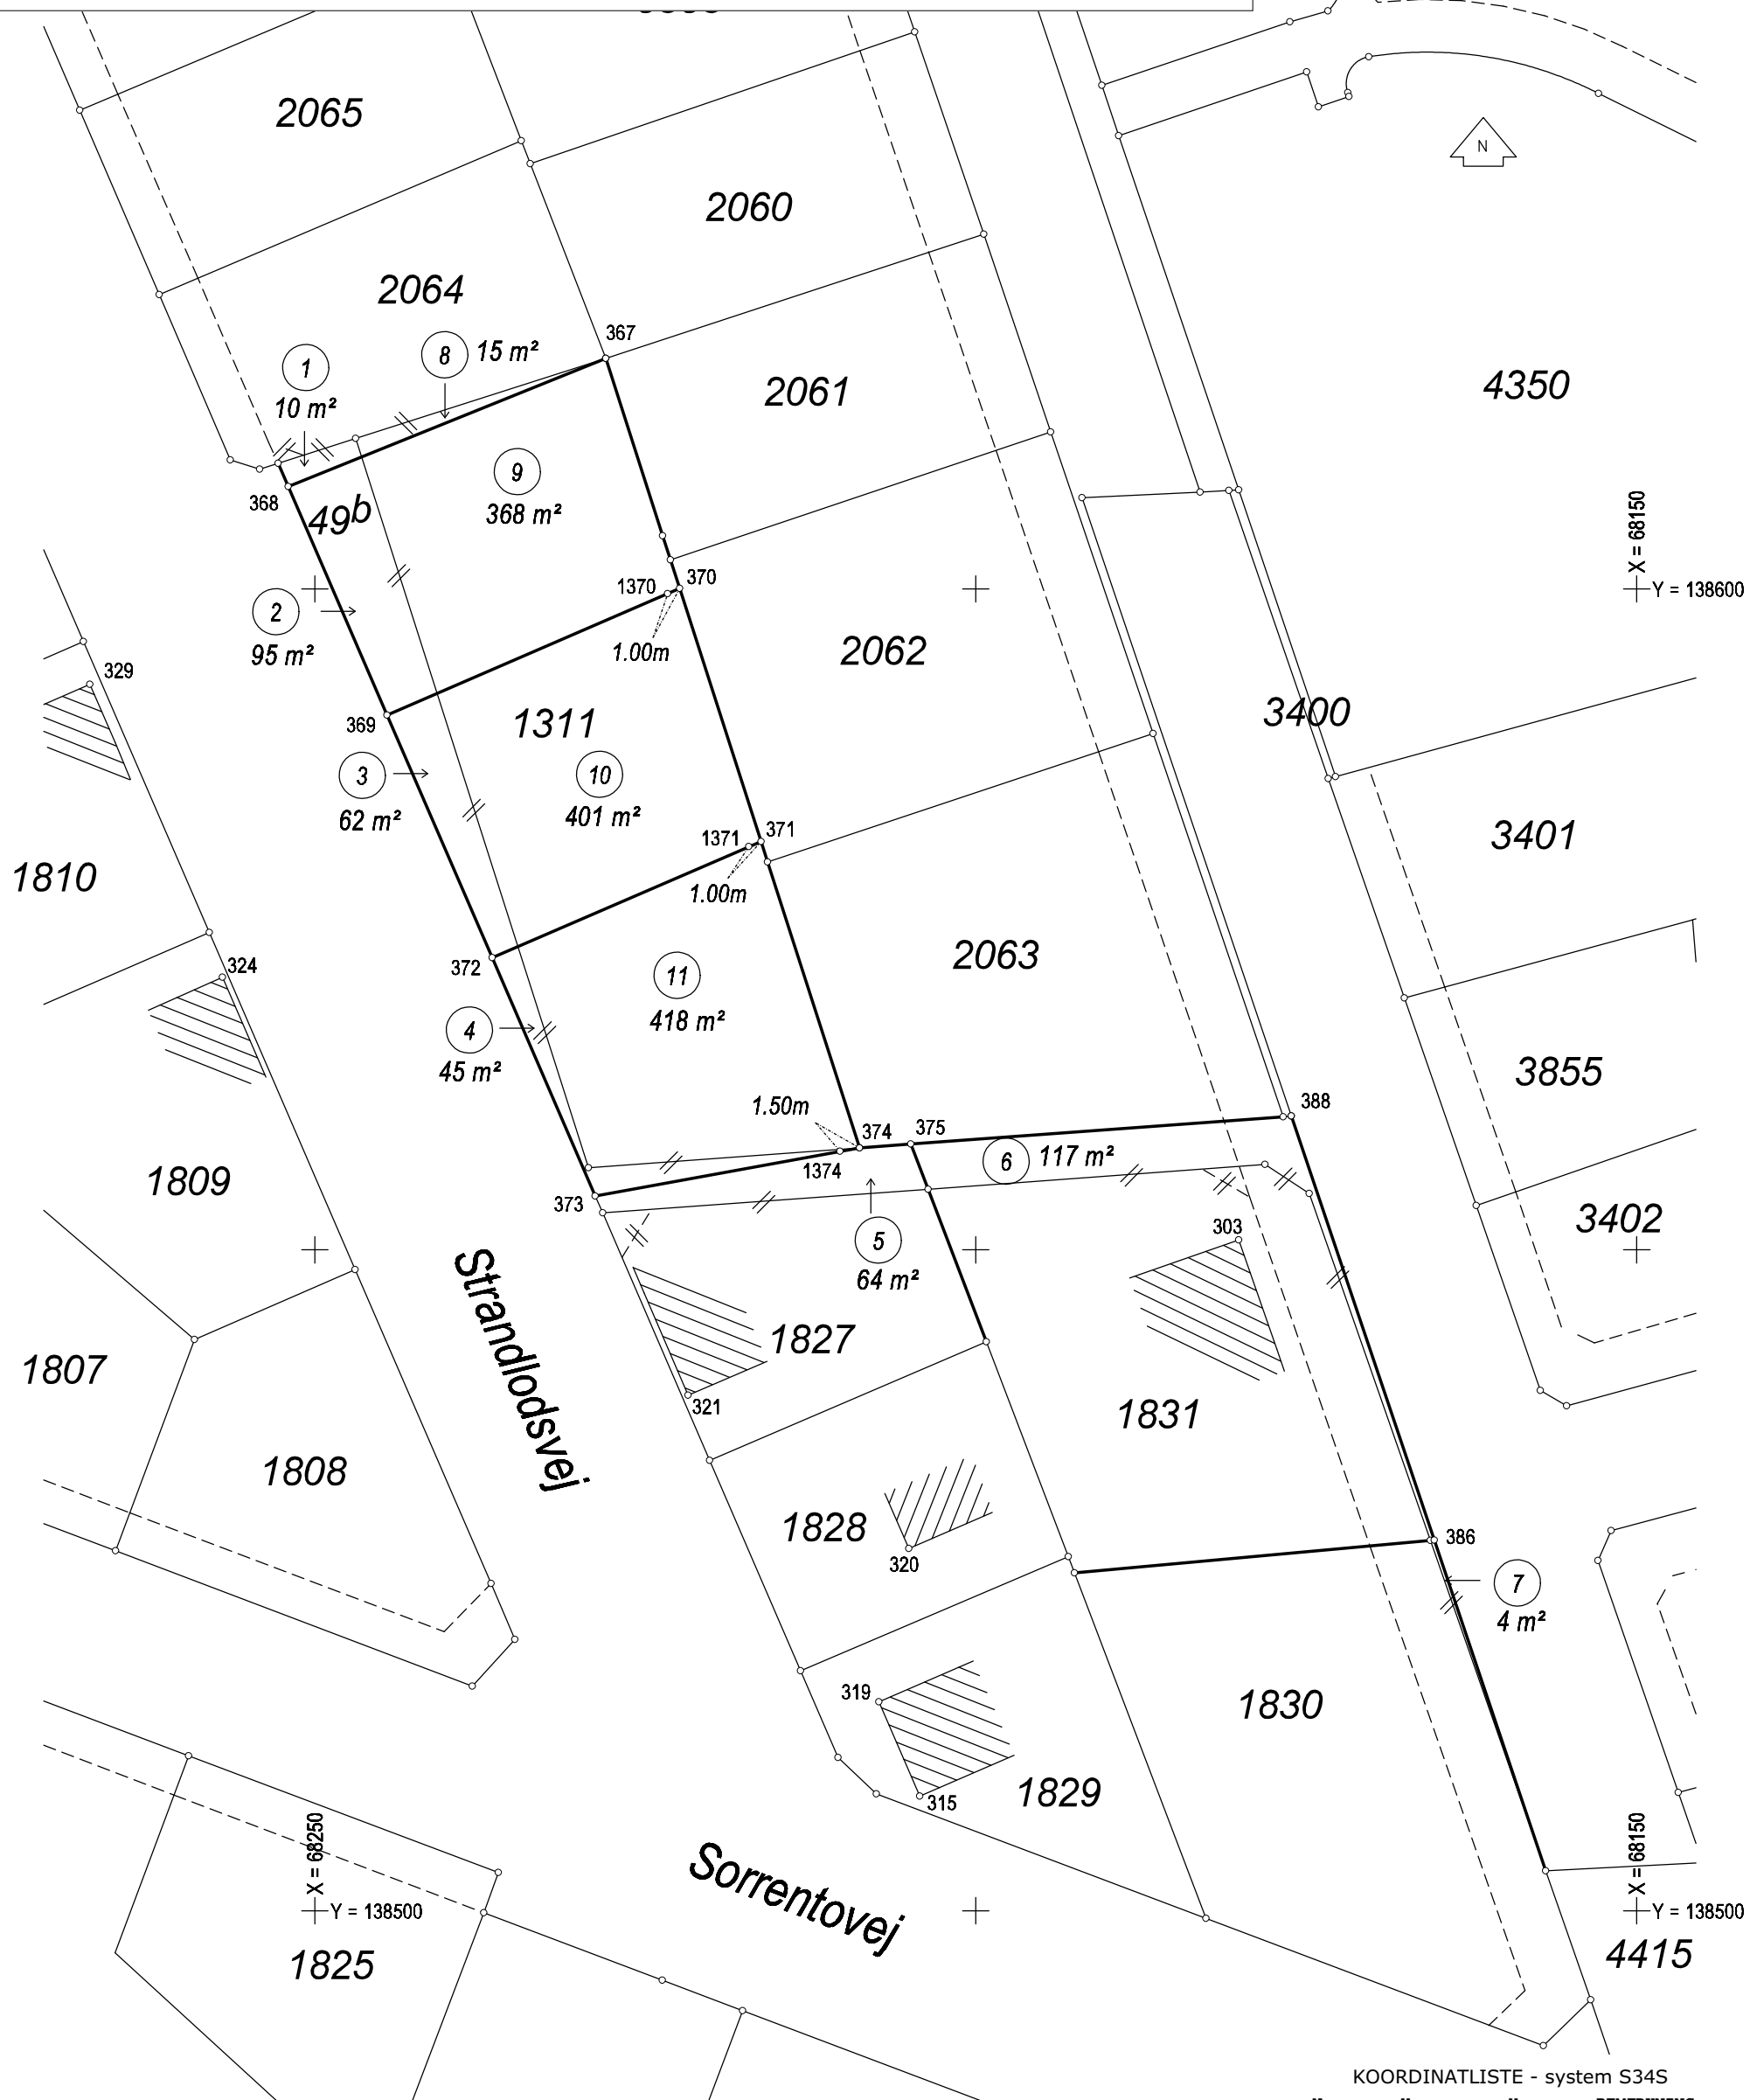 2065
N
2060
2064
367
8 15 m²
1
10 m²
2061
4350
9
368 m²
368
49b
X = 68150
Y = 138600
1370
370
2
95 m²
1.00m
2062
329
369
1311
3400
3
62 m²
10
401 m²
1371
371
3401
1810
1.00m
324
372
2063
11
418 m²
4
45 m²
3855
1.50m
388
374
375
1374
6 117 m²
1809
373
3402
303
5
64 m²
Strandlodsvej
1827
1807
321
1831
1808
1828
320
386
7
4 m²
319
1830
315
1829
X = 68250
Y = 138500
X = 68150
Y = 138500
Sorrentovej
1825
4415
KOORDINATLISTE - system S34S